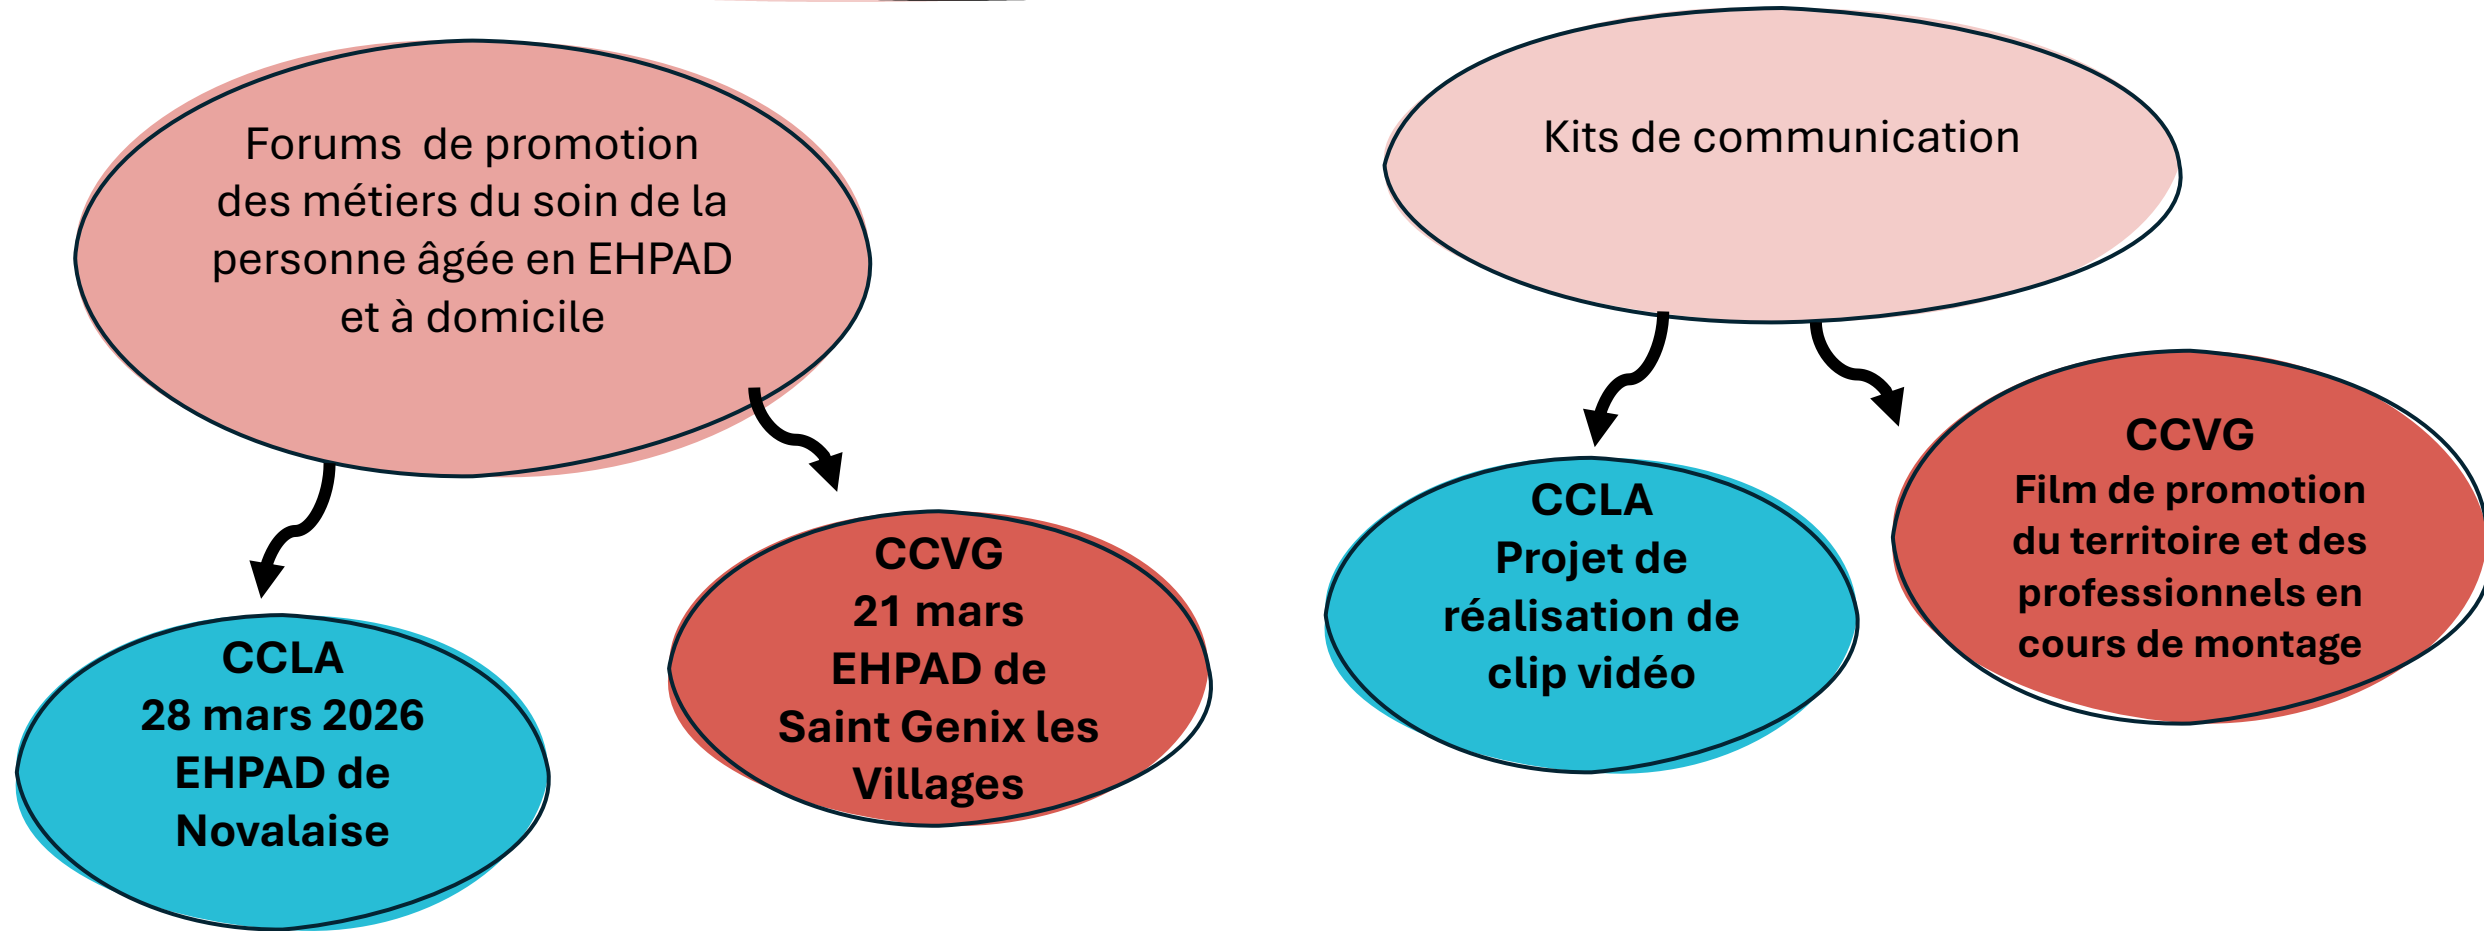 Forums  de promotion
des métiers du soin de la
personne âgée en EHPAD
et à domicile
CCLA
28 mars 2026
EHPAD de
Novalaise
CCVG
21 mars
EHPAD de
Saint Genix les
Villages
Kits de communication
CCLA
Projet de
réalisation de
clip vidéo
CCVG
Film de promotion
du territoire et des
professionnels en
cours de montage